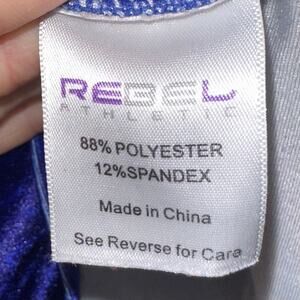 REBEL
ATHLETIC
88% POLYESTER
12%SPANDEX
Made in China
See Reverse for Care